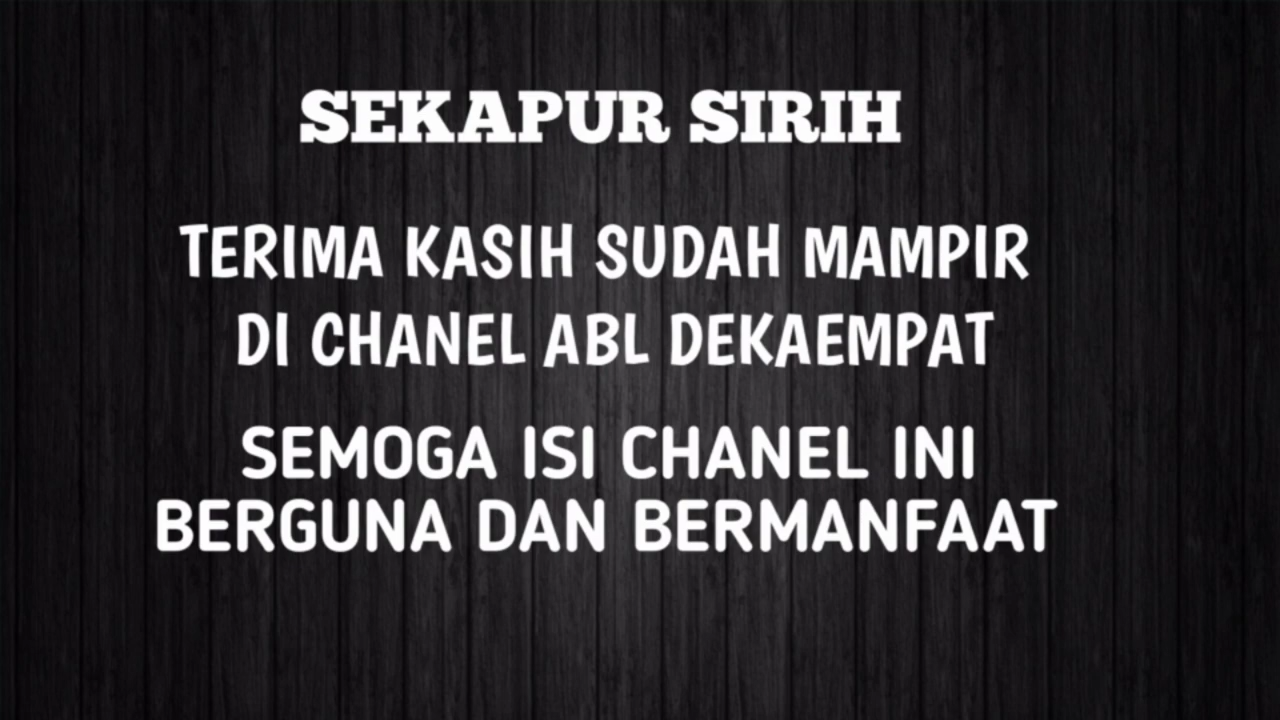 SEKAPUR SIRIH
TERIMA KASIH SUDAH MAMPIR
DI CHANEL ABL DEKAEMPAT
SEMOGA ISI CHANEL INI
BERGUNA DAN BERMANFAAT